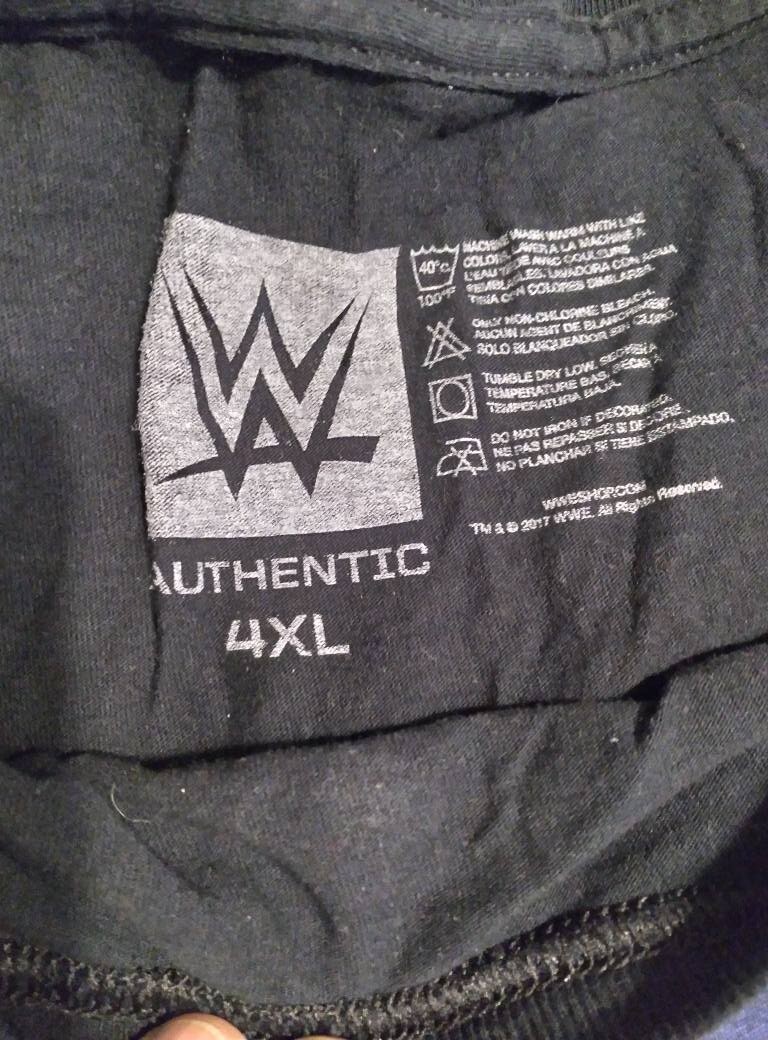 AUTHENTIC
4XL
40°C
100°F
MACHINE WASH WARM WITH LIKE
COLORS. LAVER A LA MACHINE A
L'EAU TIEDE AVEC COULEURS
SEMBLABLES. LAVADORA CON AGUA
TIBIA CON COLORES SIMILARES.
ONLY NON-CHLORINE BLEACH.
AUCUN AGENT DE BLANCHIMENT.
SOLO BLANQUEADOR SIN CLORO.
TUMBLE DRY LOW. SECHER A
TEMPERATURE BAS. SECAR A
TEMPERATURA BAJA.
DO NOT IRON IF DECORATED.
NE PAS REPASSER SI DECORE.
NO PLANCHAR SI TIENE ESTAMPADO.
WWESHOP.COM
TM & © 2017 WWE. All Rights Reserved.